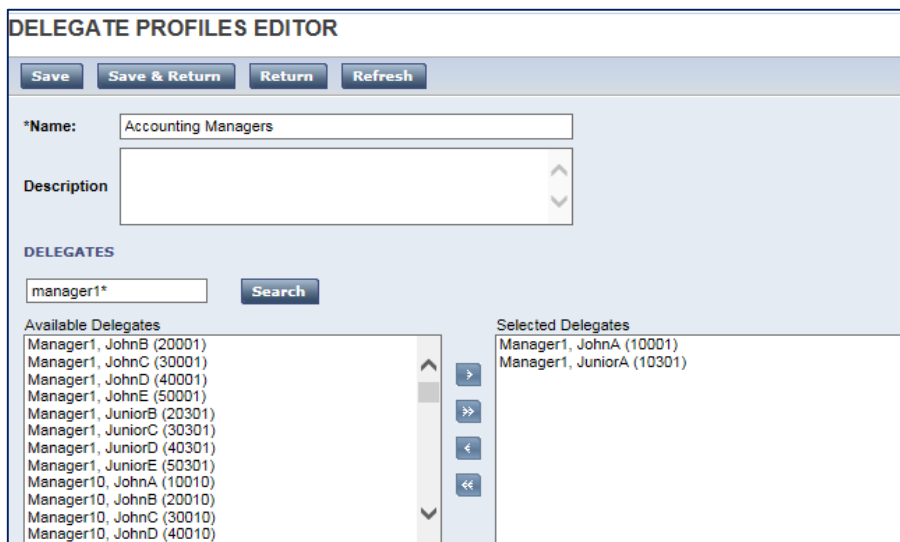 DELEGATE PROFILES EDITOR
Save Save & Return Return Refresh
*Name: Accounting Managers
Description
DELEGATES
manager1* Search
Available Delegates
Manager1, JohnB (20001)
Manager1, JohnC (30001)
Manager1, JohnD (40001)
Manager1, JohnE (50001)
Manager1, JuniorB (20301)
Manager1, JuniorC (30301)
Manager1, JuniorD (40301)
Manager1, JuniorE (50301)
Manager10, JohnA (10010)
Manager10, JohnB (20010)
Manager10, JohnC (30010)
Manager10, JohnD (40010)
Selected Delegates
Manager1, JohnA (10001)
Manager1, JuniorA (10301)